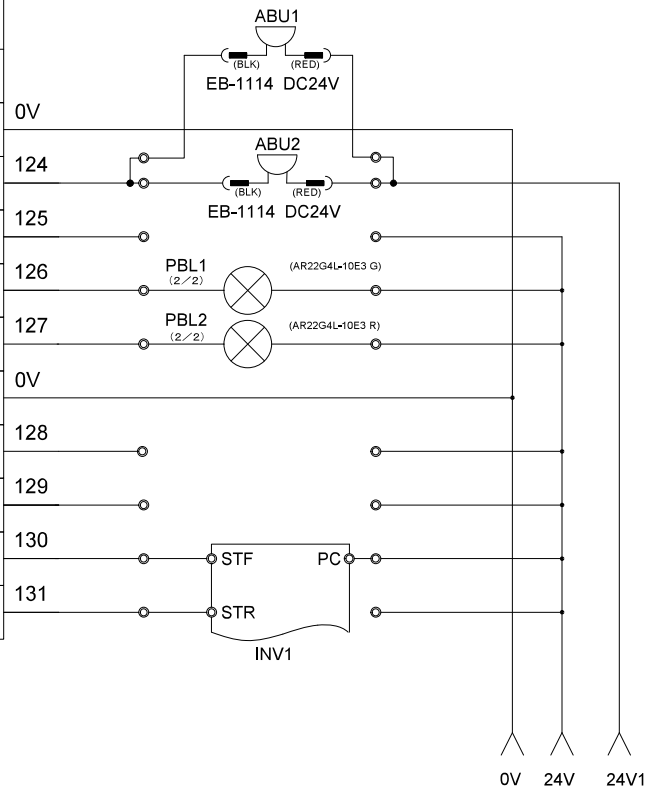 ABU1
(BLK) (RED)
EB-1114 DC24V
0V
124
ABU2
(BLK) (RED)
EB-1114 DC24V
125
126
PBL1
(2/2)
(AR22G4L-10E3 G)
127
PBL2
(2/2)
(AR22G4L-10E3 R)
0V
128
129
130
STF PC
131
STR
INV1
0V 24V 24V1